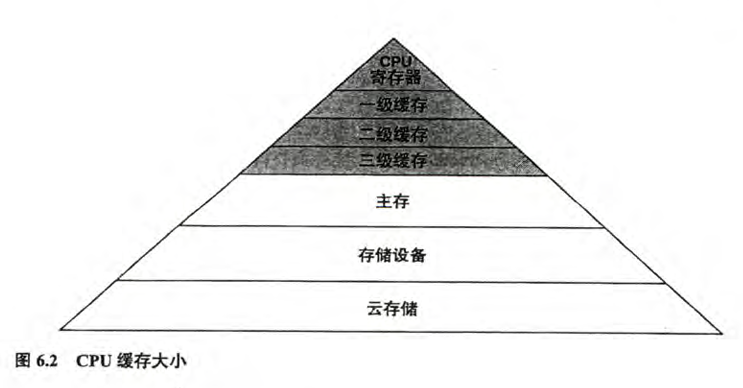 CPU
寄存器
一级缓存
二级缓存
三级缓存
主存
存储设备
云存储
图 6.2 CPU 缓存大小